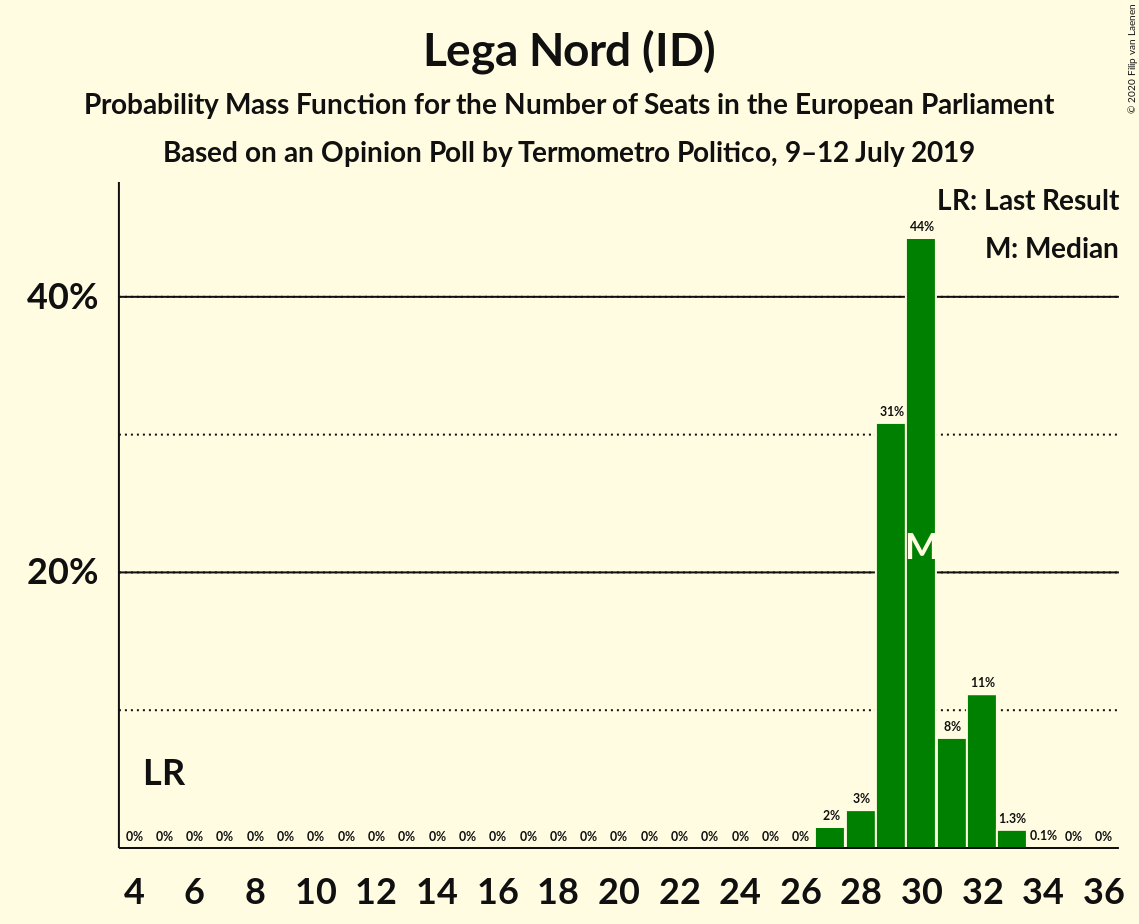 Lega Nord (ID)
Probability Mass Function for the Number of Seats in the European Parliament
Based on an Opinion Poll by Termometro Politico, 9–12 July 2019
© 2020 Filip van Laenen
LR: Last Result
M: Median
40%
20%
LR
M
0% 0% 0% 0% 0% 0% 0% 0% 0% 0% 0% 0% 0% 0% 0% 0% 0% 0% 0% 0% 0% 0% 0% 2% 3% 31% 44% 8% 11% 1.3% 0.1% 0% 0%
4 6 8 10 12 14 16 18 20 22 24 26 28 30 32 34 36